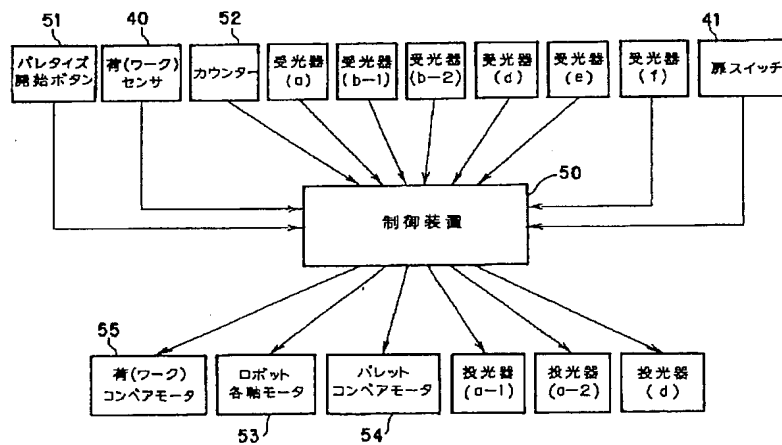 51
40
52
41
パレタイズ
開始ボタン
荷(ワーク)
センサ
カウンター
受光器
(a)
受光器
(b-1)
受光器
(b-2)
受光器
(d)
受光器
(e)
受光器
(f)
扉スイッチ
50
制御装置
55
荷(ワーク)
コンベアモータ
ロボット
各軸モータ
パレット
コンベアモータ
投光器
(a-1)
投光器
(a-2)
投光器
(d)
53
54